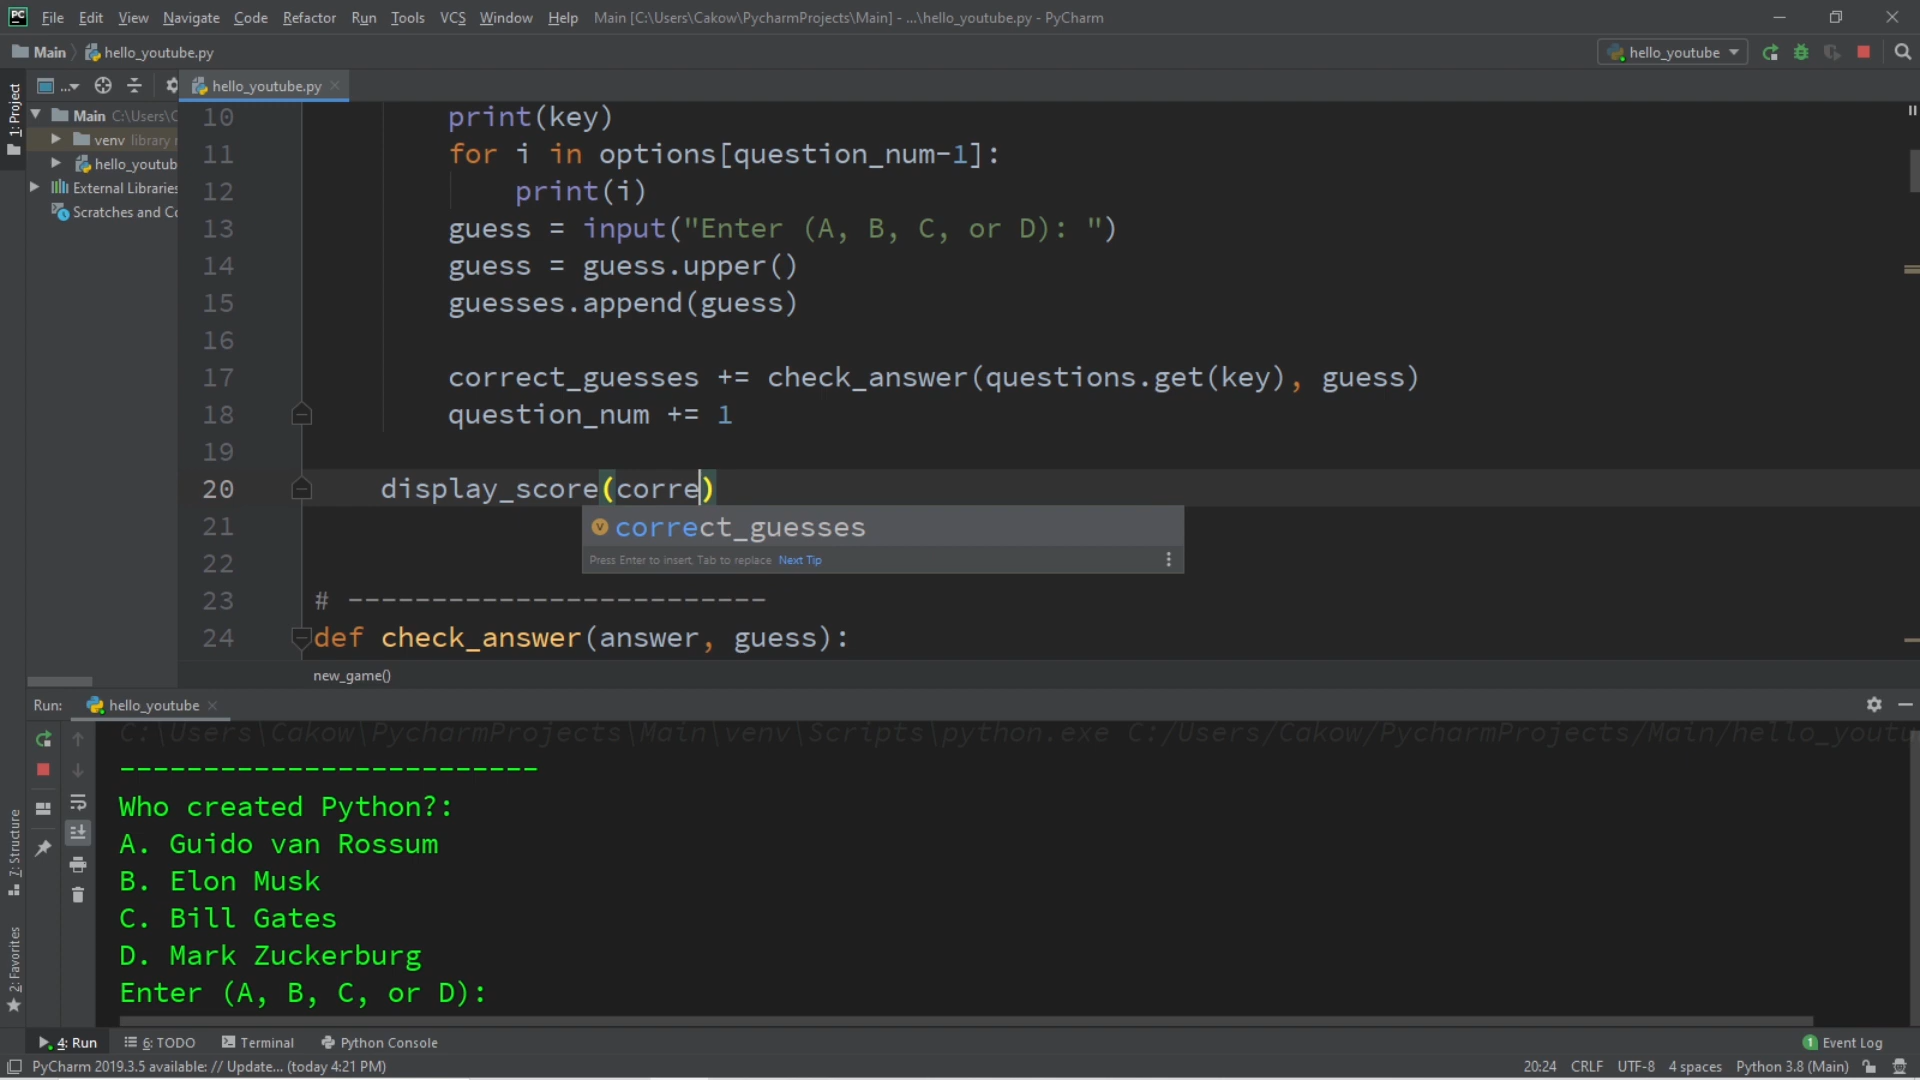 PC File Edit View Navigate Code Refactor Run Tools VCS Window Help Main [C:\Users\Cakow\PycharmProjects\Main] - ...\hello_youtube.py - PyCharm
Main hello_youtube.py hello_youtube
... hello_youtube.py
1: Project
Main C:\Users\C
venv library r
hello_youtub
External Libraries
Scratches and Co
10 print(key)
11 for i in options[question_num-1]:
12 print(i)
13 guess = input("Enter (A, B, C, or D): ")
14 guess = guess.upper()
15 guesses.append(guess)
16
17 correct_guesses += check_answer(questions.get(key), guess)
18 question_num += 1
19
20 display_score(corre)
21 v correct_guesses
22 Press Enter to insert, Tab to replace Next Tip
23 # -------------------------
24 def check_answer(answer, guess):
new_game()
Run: hello_youtube
C:\Users\Cakow\PycharmProjects\Main\venv\Scripts\python.exe C:/Users/Cakow/PycharmProjects/Main/hello_youtu
-------------------------
Who created Python?:
A. Guido van Rossum
B. Elon Musk
C. Bill Gates
D. Mark Zuckerburg
Enter (A, B, C, or D):
7: Structure
2: Favorites
4: Run 6: TODO Terminal Python Console 1 Event Log
PyCharm 2019.3.5 available: // Update... (today 4:21 PM) 20:24 CRLF UTF-8 4 spaces Python 3.8 (Main)